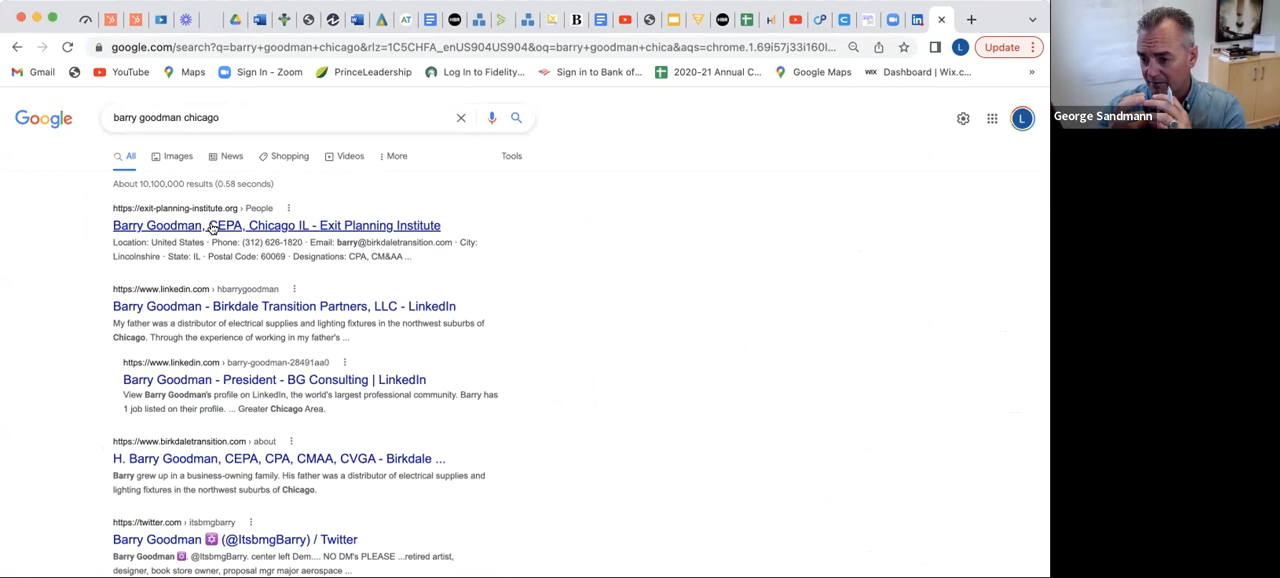 google.com/search?q=barry+goodman+chicago&rlz=1C5CHFA_enUS904US904&oq=barry+goodman+chica&aqs=chrome.1.69i57j33i160l...
L Update
Gmail YouTube Maps Sign In - Zoom PrinceLeadership Log In to Fidelity... Sign in to Bank of... 2020-21 Annual C... Google Maps WIX Dashboard | Wix.c... »
George Sandmann
Google barry goodman chicago L
All Images News Shopping Videos More Tools
About 10,100,000 results (0.58 seconds)
https://exit-planning-institute.org › People
Barry Goodman, CEPA, Chicago IL - Exit Planning Institute
Location: United States · Phone: (312) 626-1820 · Email: barry@birkdaletransition.com · City:
Lincolnshire · State: IL · Postal Code: 60069 · Designations: CPA, CM&AA ...
https://www.linkedin.com › hbarrygoodman
Barry Goodman - Birkdale Transition Partners, LLC - LinkedIn
My father was a distributor of electrical supplies and lighting fixtures in the northwest suburbs of
Chicago. Through the experience of working in my father's ...
https://www.linkedin.com › barry-goodman-28491aa0
Barry Goodman - President - BG Consulting | LinkedIn
View Barry Goodman's profile on LinkedIn, the world's largest professional community. Barry has
1 job listed on their profile. ... Greater Chicago Area.
https://www.birkdaletransition.com › about
H. Barry Goodman, CEPA, CPA, CMAA, CVGA - Birkdale ...
Barry grew up in a business-owning family. His father was a distributor of electrical supplies and
lighting fixtures in the northwest suburbs of Chicago.
https://twitter.com › itsbmgbarry
Barry Goodman ✡ (@ItsbmgBarry) / Twitter
Barry Goodman ✡. @ItsbmgBarry. center left Dem.... NO DM's PLEASE ...retired artist,
designer, book store owner, proposal mgr major aerospace ...